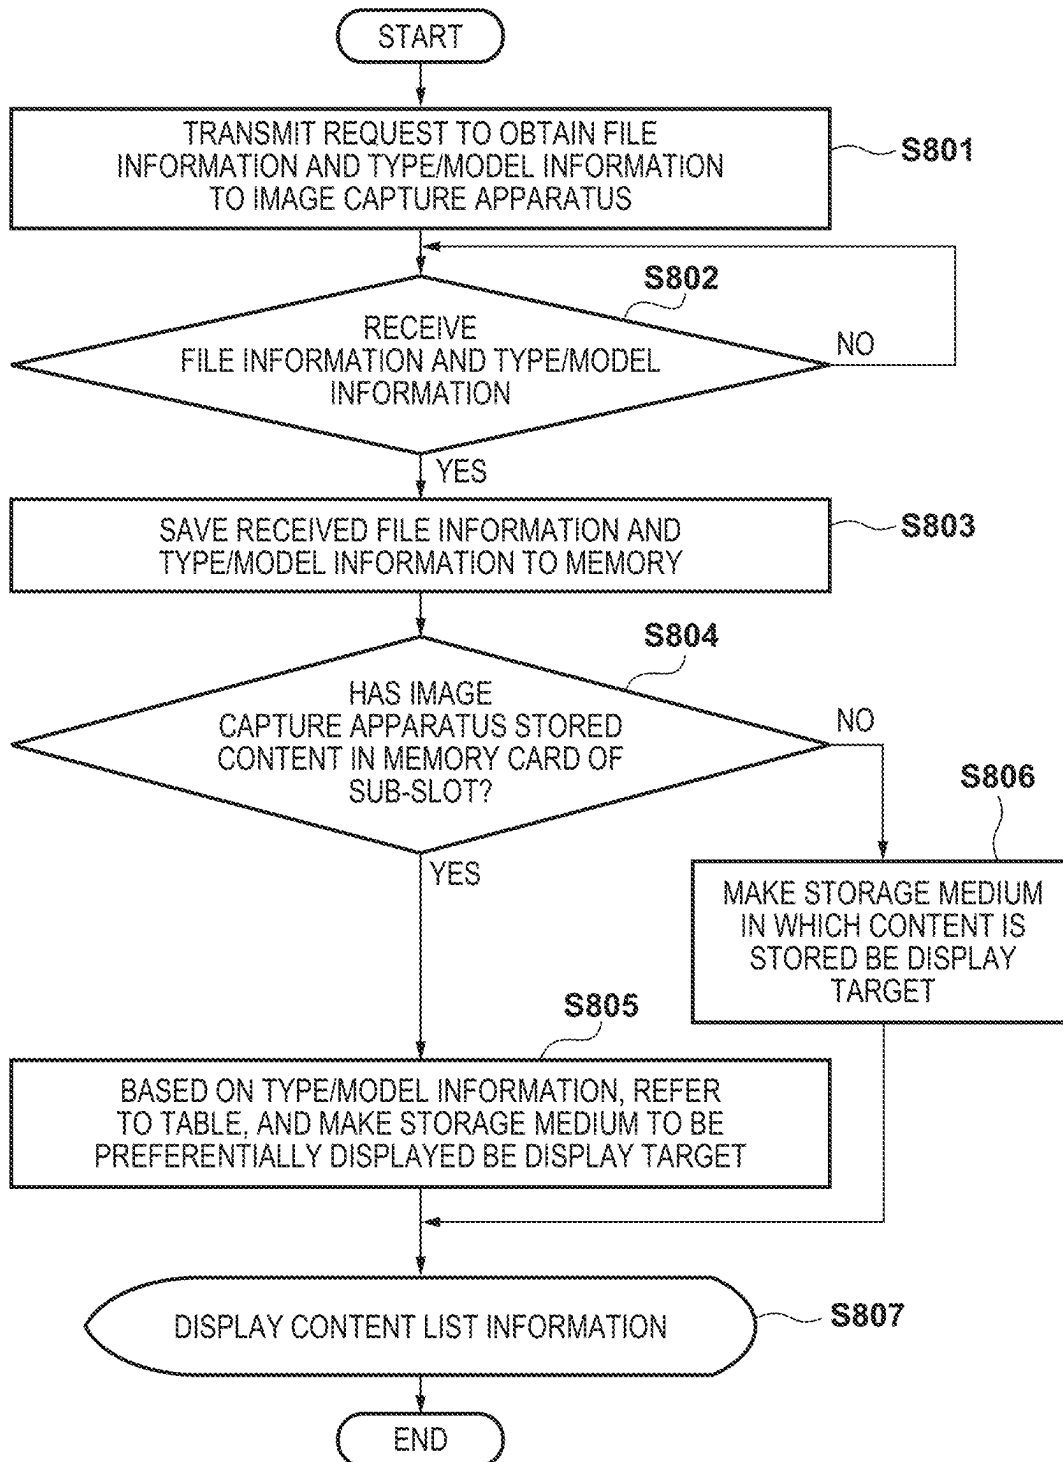 START
TRANSMIT REQUEST TO OBTAIN FILE
INFORMATION AND TYPE/MODEL INFORMATION
TO IMAGE CAPTURE APPARATUS
S801
S802
RECEIVE
FILE INFORMATION AND TYPE/MODEL
INFORMATION
NO
YES
SAVE RECEIVED FILE INFORMATION AND
TYPE/MODEL INFORMATION TO MEMORY
S803
S804
HAS IMAGE
CAPTURE APPARATUS STORED
CONTENT IN MEMORY CARD OF
SUB-SLOT?
NO
YES
S806
MAKE STORAGE MEDIUM
IN WHICH CONTENT IS
STORED BE DISPLAY
TARGET
S805
BASED ON TYPE/MODEL INFORMATION, REFER
TO TABLE, AND MAKE STORAGE MEDIUM TO BE
PREFERENTIALLY DISPLAYED BE DISPLAY TARGET
DISPLAY CONTENT LIST INFORMATION
S807
END